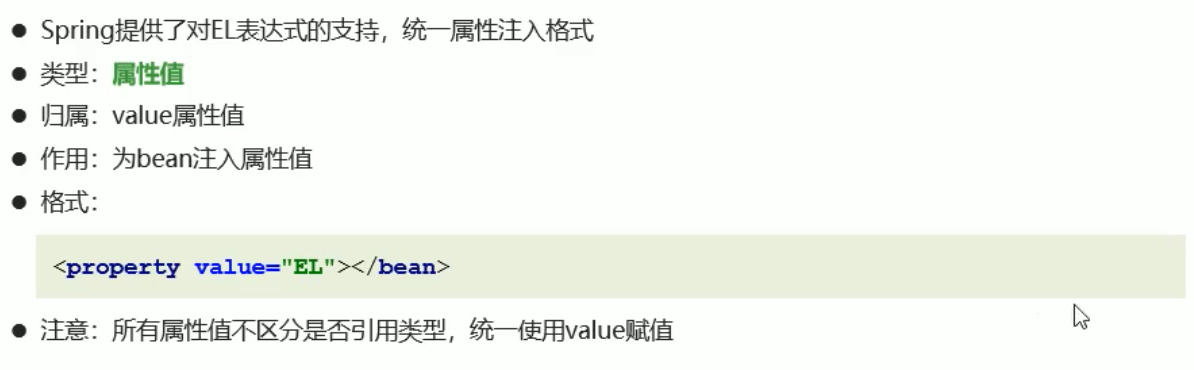 ● Spring提供了对EL表达式的支持，统一属性注入格式
● 类型：属性值
● 归属：value属性值
● 作用：为bean注入属性值
● 格式：
<property value="EL"></bean>
● 注意：所有属性值不区分是否引用类型，统一使用value赋值